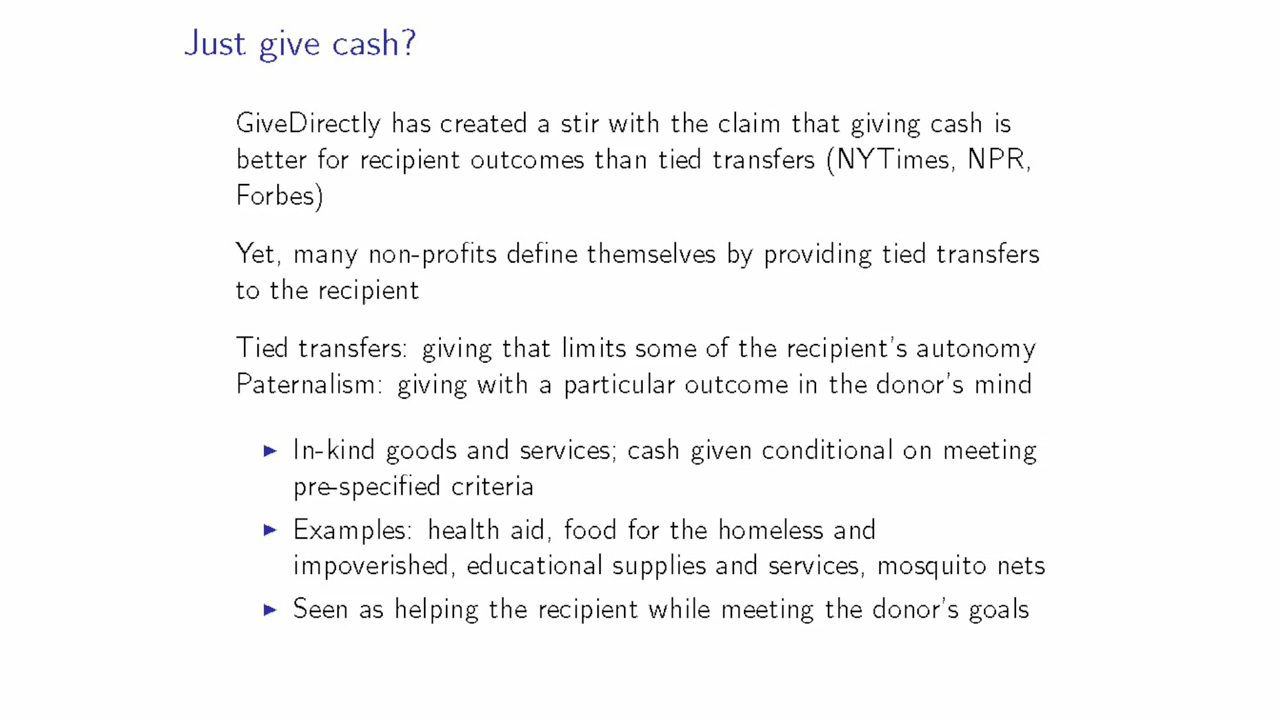 Just give cash?
GiveDirectly has created a stir with the claim that giving cash is
better for recipient outcomes than tied transfers (NYTimes, NPR,
Forbes)
Yet, many non-profits define themselves by providing tied transfers
to the recipient
Tied transfers: giving that limits some of the recipient's autonomy
Paternalism: giving with a particular outcome in the donor's mind
In-kind goods and services; cash given conditional on meeting
pre-specified criteria
Examples: health aid, food for the homeless and
impoverished, educational supplies and services, mosquito nets
Seen as helping the recipient while meeting the donor's goals